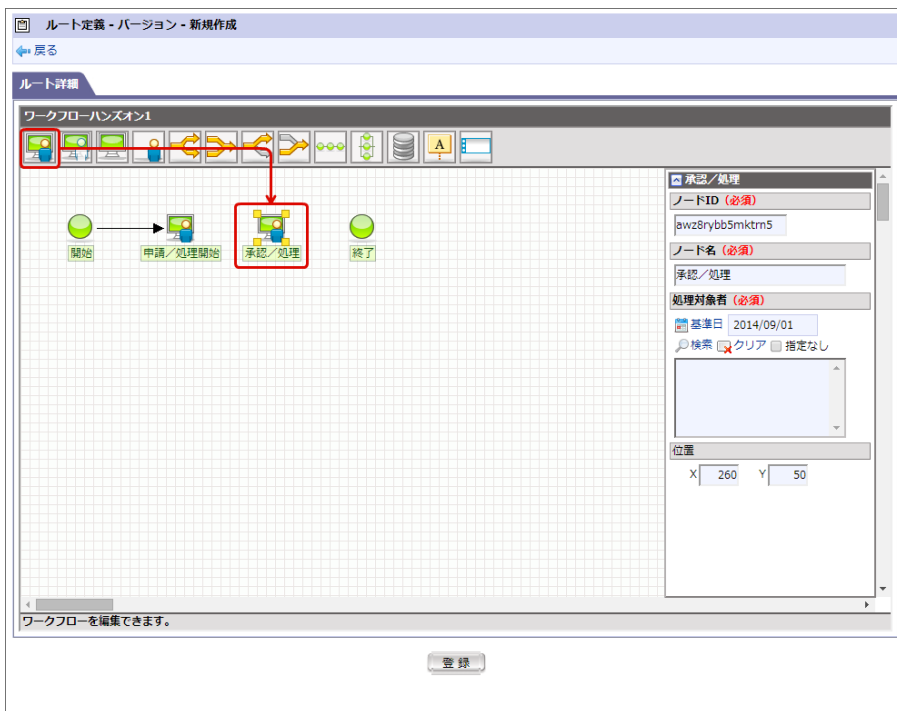 ルート定義 - バージョン - 新規作成
戻る
ルート詳細
ワークフローハンズオン1
A
開始
申請／処理開始
承認／処理
終了
承認／処理
ノードID (必須)
awz8rybb5mktrn5
ノード名 (必須)
承認／処理
処理対象者 (必須)
基準日 2014/09/01
検索 クリア 指定なし
位置
X 260 Y 50
ワークフローを編集できます。
登録